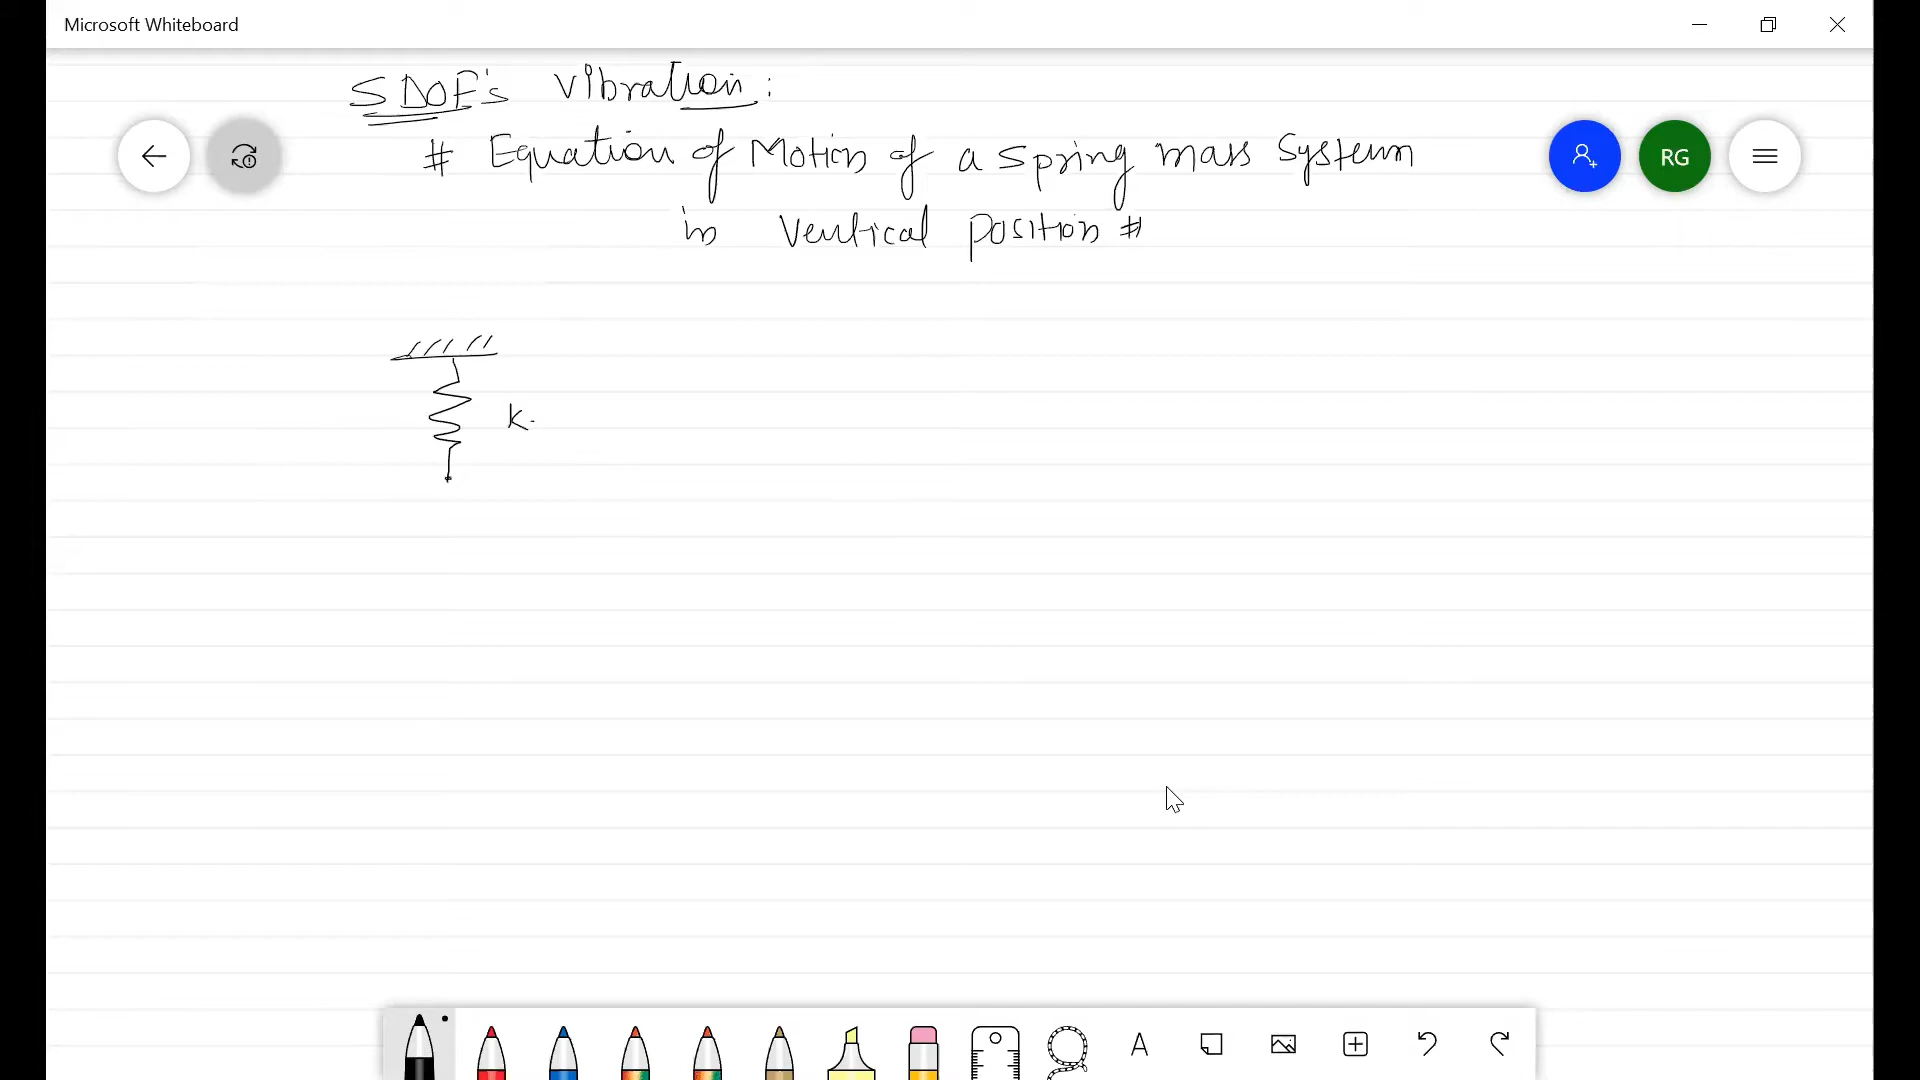 Microsoft Whiteboard
SDOF's Vibration:
# Equation of Motion of a spring mass System
RG
in Vertical position #
K.
A